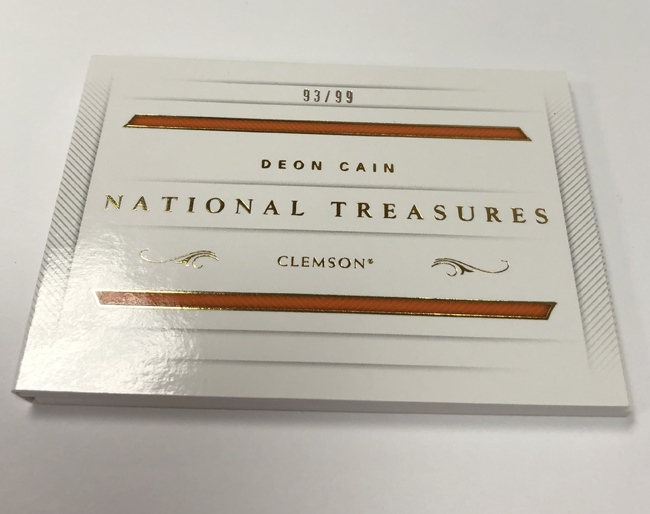 93/99
DEON CAIN
NATIONAL TREASURES
CLEMSON®